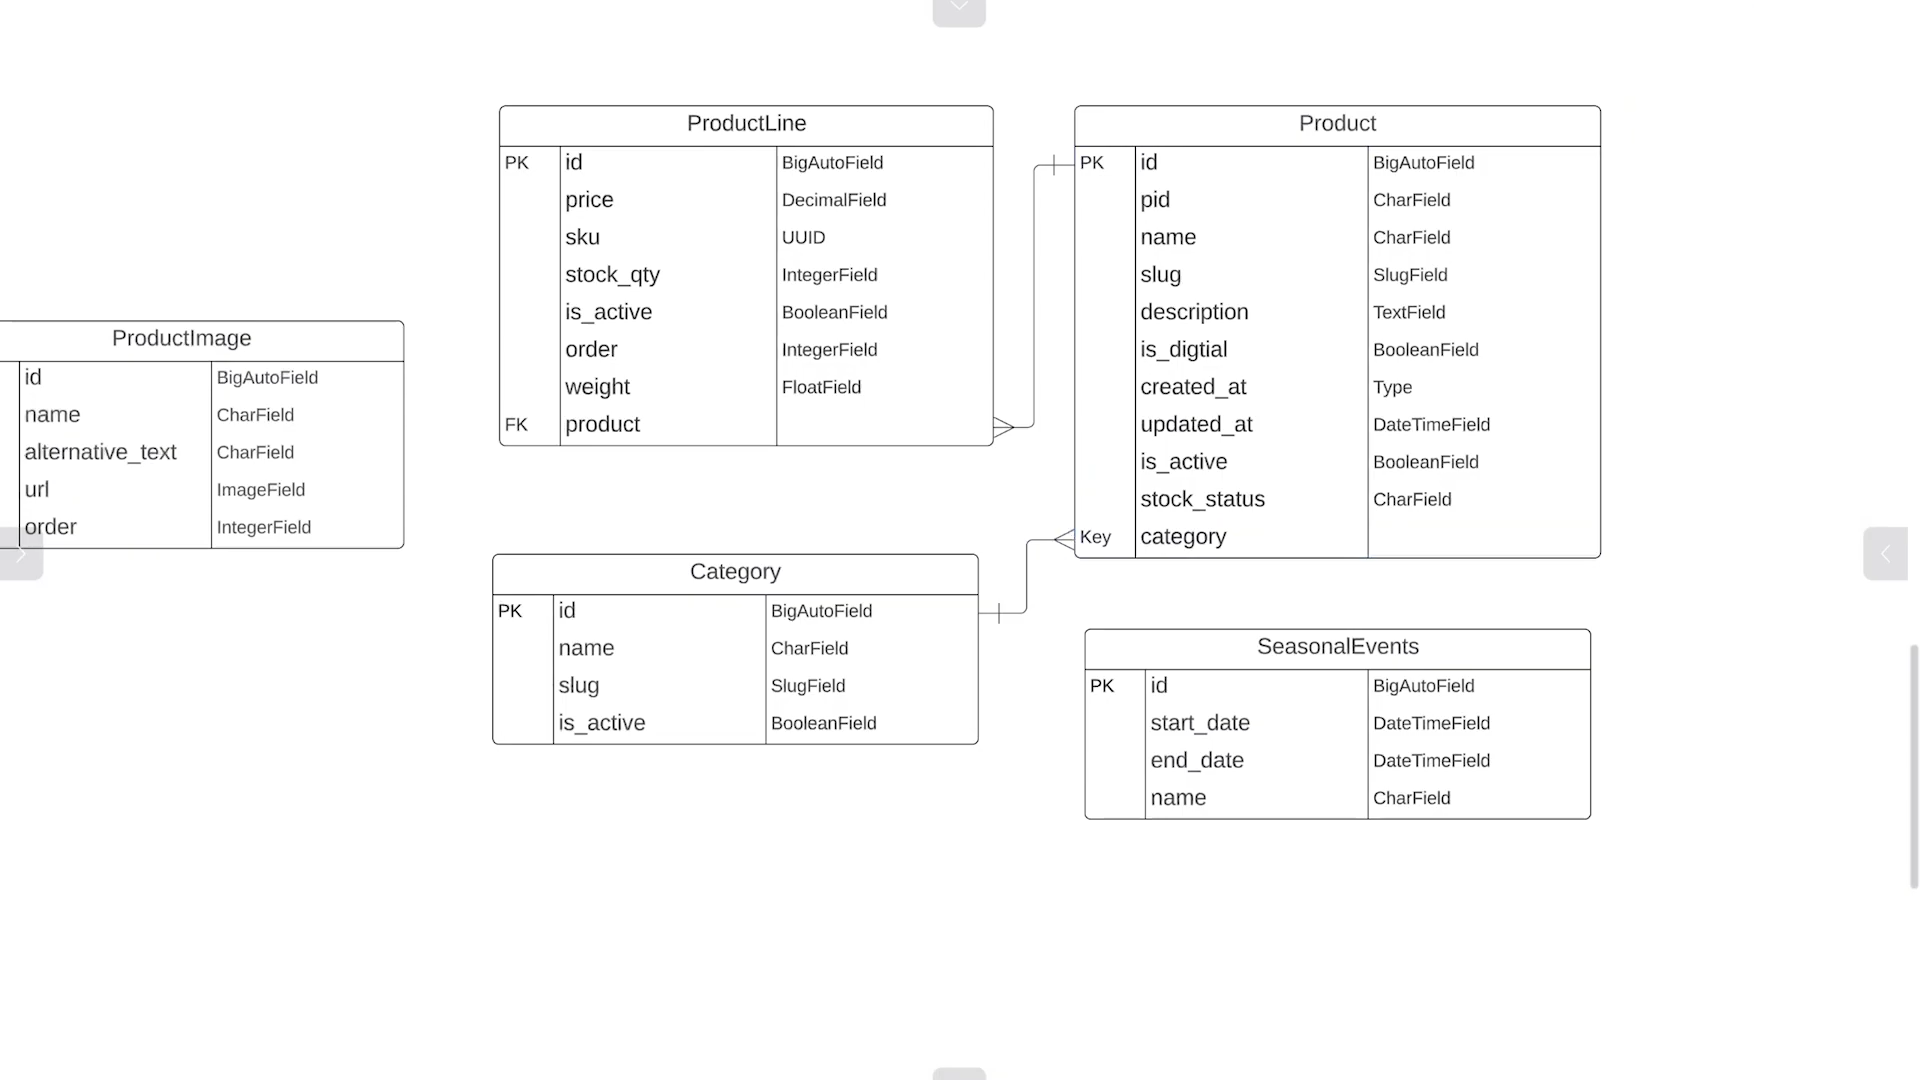 ProductLine
PK id BigAutoField
price DecimalField
sku UUID
stock_qty IntegerField
is_active BooleanField
order IntegerField
weight FloatField
FK product
Product
PK id BigAutoField
pid CharField
name CharField
slug SlugField
description TextField
is_digtial BooleanField
created_at Type
updated_at DateTimeField
is_active BooleanField
stock_status CharField
Key category
ProductImage
id BigAutoField
name CharField
alternative_text CharField
url ImageField
order IntegerField
Category
PK id BigAutoField
name CharField
slug SlugField
is_active BooleanField
SeasonalEvents
PK id BigAutoField
start_date DateTimeField
end_date DateTimeField
name CharField